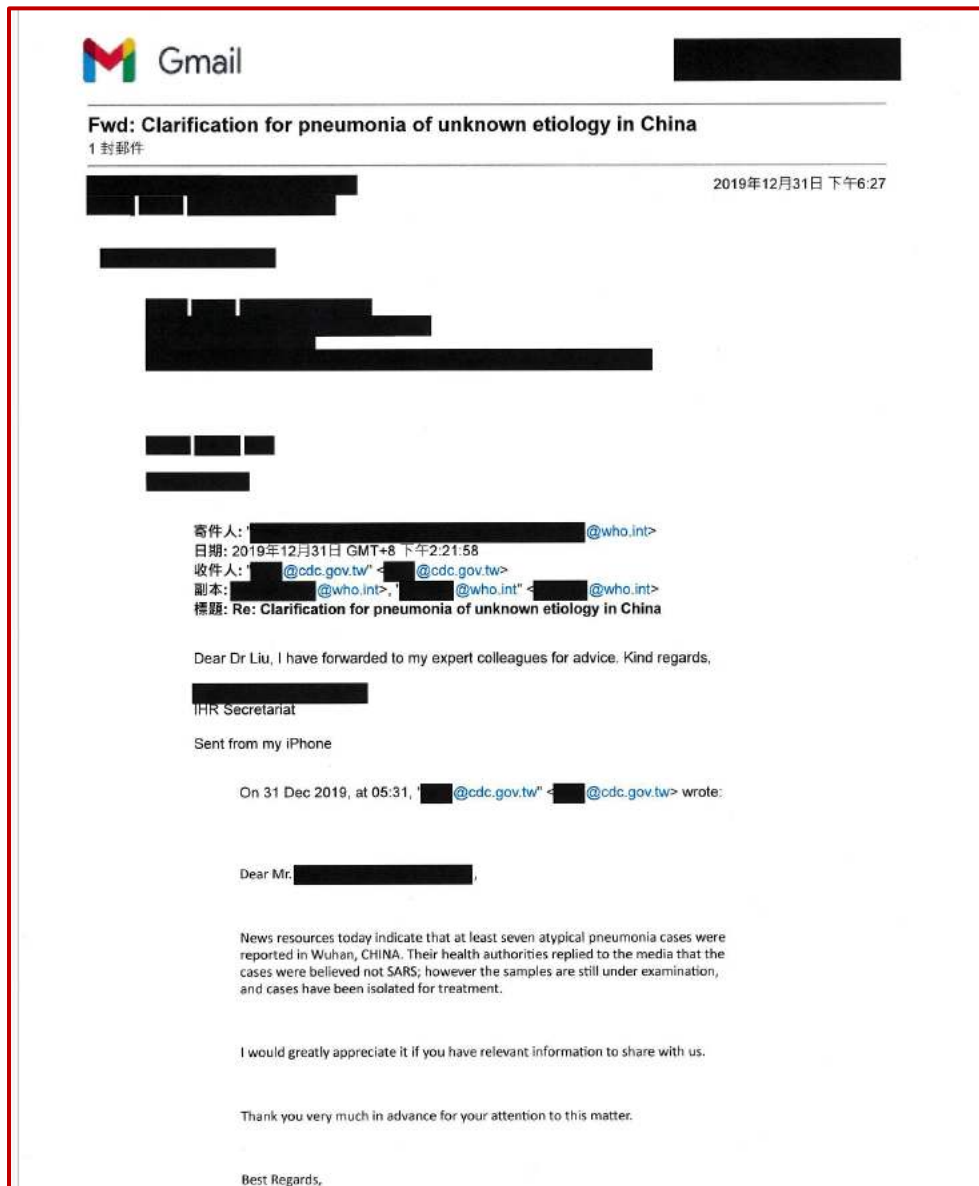 Gmail
Fwd: Clarification for pneumonia of unknown etiology in China
1 封郵件
2019年12月31日 下午6:27
寄件人: " @who.int>
日期: 2019年12月31日 GMT+8 下午2:21:58
收件人: " @cdc.gov.tw" < @cdc.gov.tw>
副本: @who.int>, " @who.int" < @who.int>
標題: Re: Clarification for pneumonia of unknown etiology in China
Dear Dr Liu, I have forwarded to my expert colleagues for advice. Kind regards,
IHR Secretariat
Sent from my iPhone
On 31 Dec 2019, at 05:31, " @cdc.gov.tw" < @cdc.gov.tw> wrote:
Dear Mr. ,
News resources today indicate that at least seven atypical pneumonia cases were
reported in Wuhan, CHINA. Their health authorities replied to the media that the
cases were believed not SARS; however the samples are still under examination,
and cases have been isolated for treatment.
I would greatly appreciate it if you have relevant information to share with us.
Thank you very much in advance for your attention to this matter.
Best Regards,